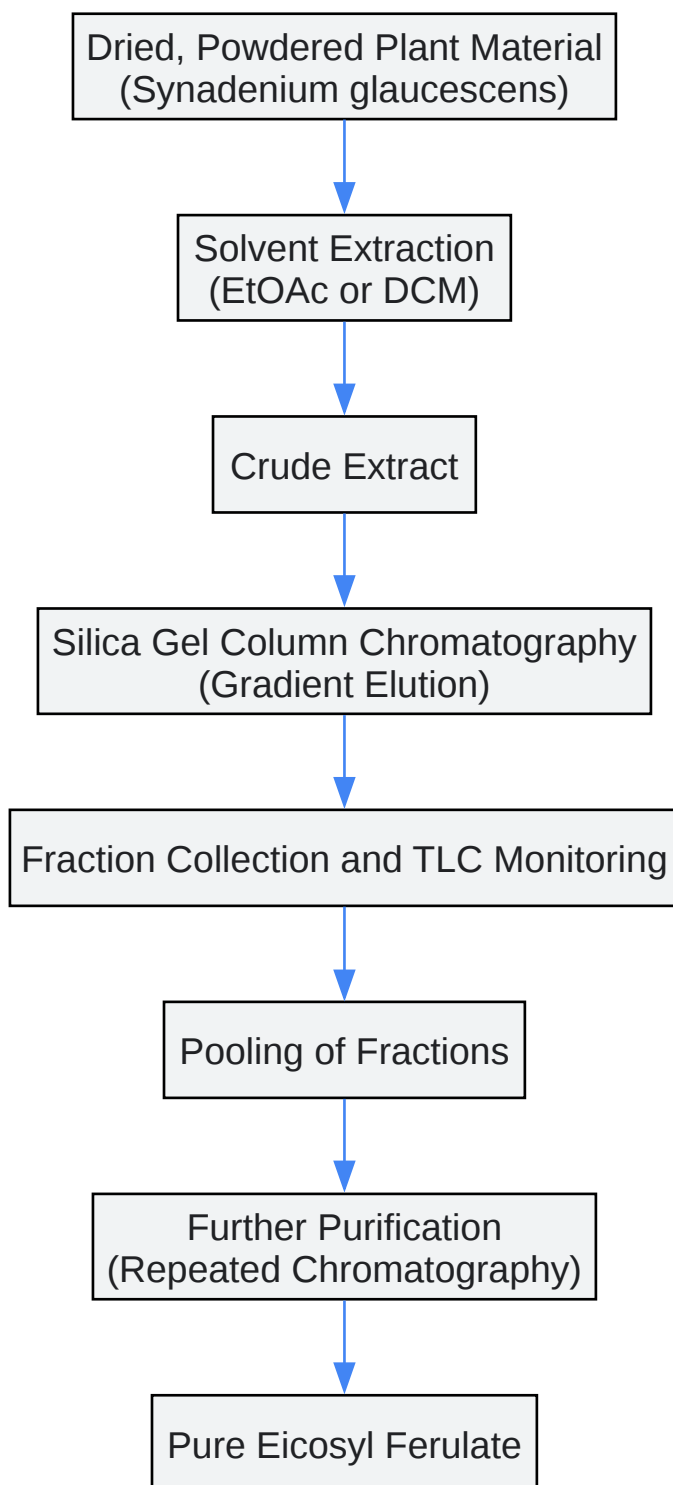 Dried, Powdered Plant Material
(Synadenium glaucescens)
Solvent Extraction
(EtOAc or DCM)
Crude Extract
Silica Gel Column Chromatography
(Gradient Elution)
Fraction Collection and TLC Monitoring
Pooling of Fractions
Further Purification
(Repeated Chromatography)
Pure Eicosyl Ferulate